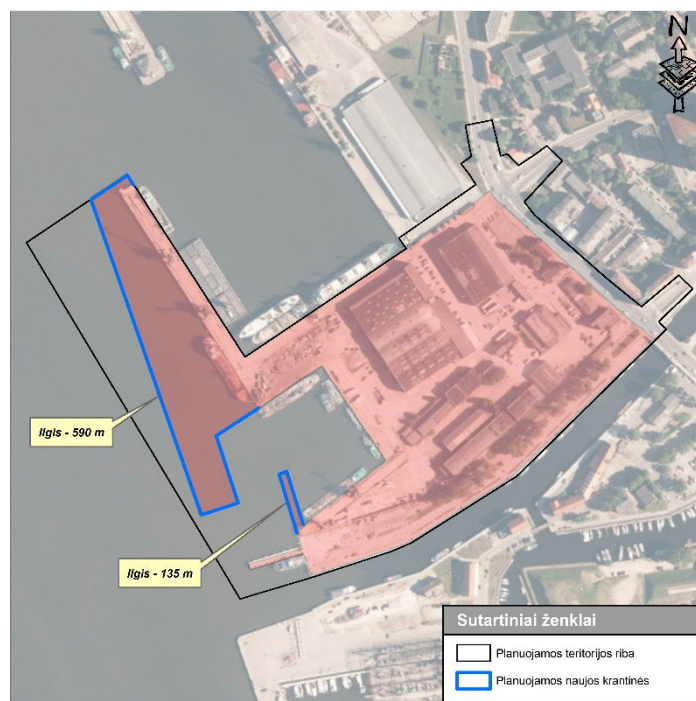 N
Ilgis - 590 m
Ilgis - 135 m
Sutartiniai ženklai
Planuojamos teritorijos riba
Planuojamos naujos krantinės